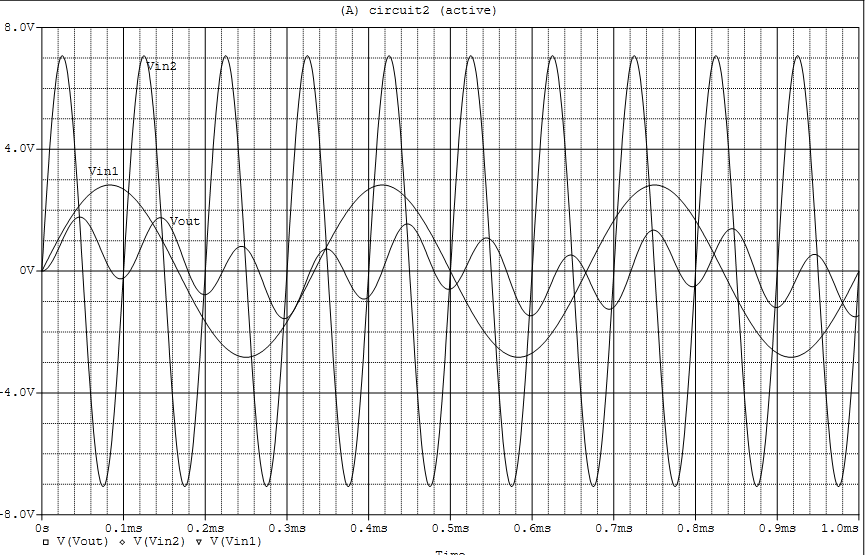 (A) circuit2 (active)
8.0V
Vin2
4.0V
Vin1
Vout
0V
-4.0V
-8.0V
0s 0.1ms 0.2ms 0.3ms 0.4ms 0.5ms 0.6ms 0.7ms 0.8ms 0.9ms 1.0ms
V(Vout) V(Vin2) V(Vin1)
Time